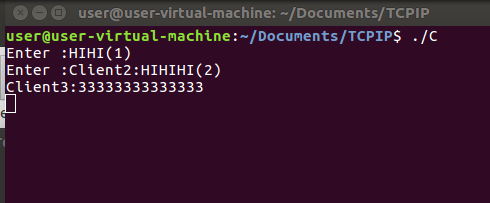 user@user-virtual-machine: ~/Documents/TCPIP
user@user-virtual-machine:~/Documents/TCPIP$ ./C
Enter :HIHI(1)
Enter :Client2:HIHIHI(2)
Client3:33333333333333